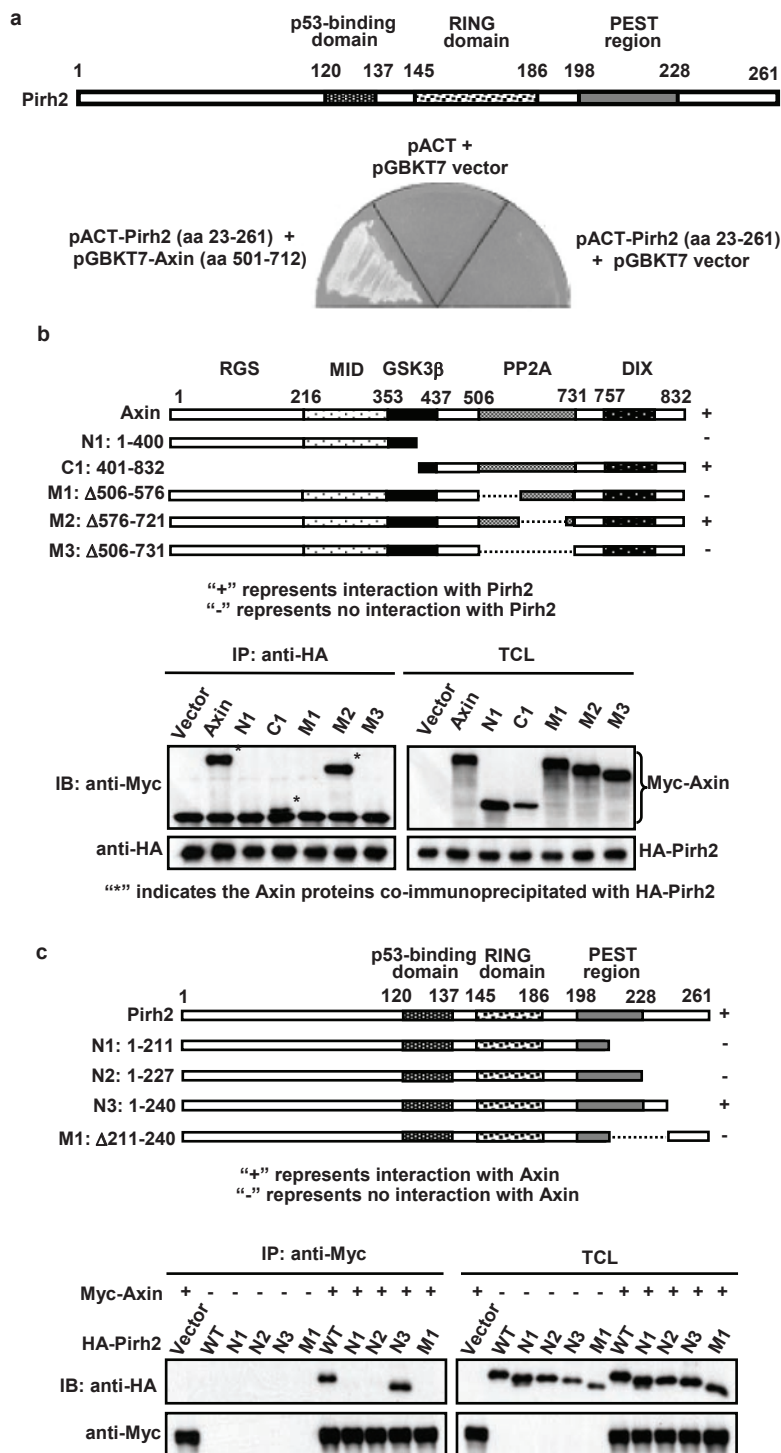 a
p53-binding domain RING domain PEST region
1 120 137 145 186 198 228 261
Pirh2
pACT +
pGBKT7 vector
pACT-Pirh2 (aa 23-261) +
pGBKT7-Axin (aa 501-712)
pACT-Pirh2 (aa 23-261)
+ pGBKT7 vector
b
RGS MID GSK3β PP2A DIX
1 216 353 437 506 731 757 832
Axin +
N1: 1-400 -
C1: 401-832 +
M1: Δ506-576 -
M2: Δ576-721 +
M3: Δ506-731 -
“+” represents interaction with Pirh2
“-” represents no interaction with Pirh2
IP: anti-HA TCL
Vector Axin N1 C1 M1 M2 M3 Vector Axin N1 C1 M1 M2 M3
* * *
IB: anti-Myc Myc-Axin
anti-HA HA-Pirh2
“*” indicates the Axin proteins co-immunoprecipitated with HA-Pirh2
c
p53-binding domain RING domain PEST region
1 120 137 145 186 198 228 261
Pirh2 +
N1: 1-211 -
N2: 1-227 -
N3: 1-240 +
M1: Δ211-240 -
“+” represents interaction with Axin
“-” represents no interaction with Axin
IP: anti-Myc TCL
Myc-Axin + - - - - - + + + + + + - - - - - + + + + +
HA-Pirh2 Vector WT N1 N2 N3 M1 WT N1 N2 N3 M1 Vector WT N1 N2 N3 M1 WT N1 N2 N3 M1
IB: anti-HA
anti-Myc